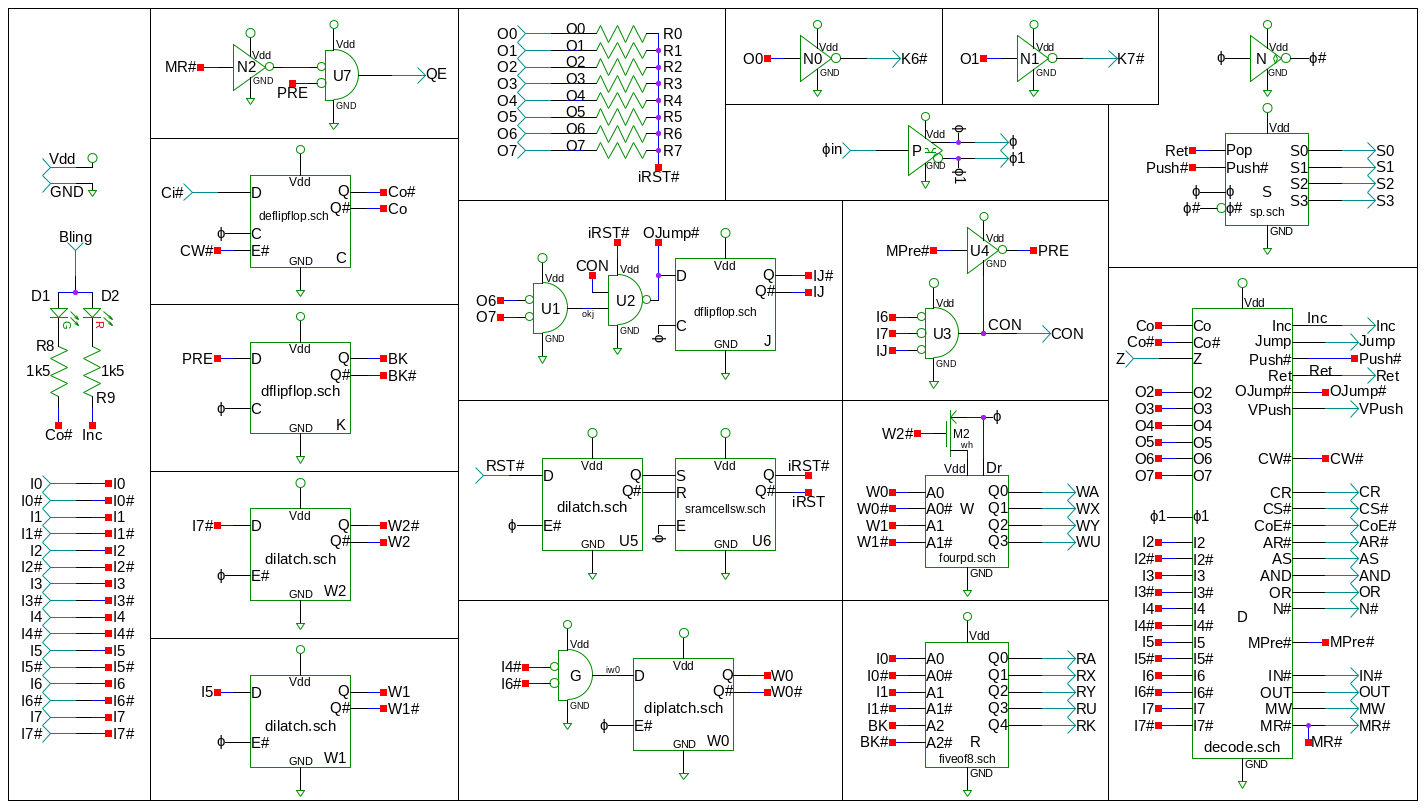 Vdd
GND
Bling
D1
D2
G
R
R8
1k5
1k5
R9
Co#
Inc
I0 I0
I0# I0#
I1 I1
I1# I1#
I2 I2
I2# I2#
I3 I3
I3# I3#
I4 I4
I4# I4#
I5 I5
I5# I5#
I6 I6
I6# I6#
I7 I7
I7# I7#
MR#
N2
Vdd
GND
PRE
U7
Vdd
GND
QE
Ci#
Vdd
D Q Co#
deflipflop.sch Q# Co
ϕ C
CW# E#
GND C
Vdd
PRE D Q BK
Q# BK#
dflipflop.sch
ϕ C
GND K
Vdd
I7# D Q W2#
Q# W2
dilatch.sch
ϕ E#
GND W2
Vdd
I5 D Q W1
Q# W1#
dilatch.sch
ϕ E#
GND W1
O0 O0 R0
O1 O1 R1
O2 O2 R2
O3 O3 R3
O4 O4 R4
O5 O5 R5
O6 O6 R6
O7 O7 R7
iRST#
O0
N0
Vdd
GND
K6#
O1
N1
Vdd
GND
K7#
ϕ
N
Vdd
GND
ϕ#
ϕin
P
Vdd
GND
ϕ
ϕ1
ϕ
ϕ1
Vdd
Ret Pop S0 S0
Push# Push# S1 S1
ϕ ϕ S S2 S2
ϕ# ϕ# sp.sch S3 S3
GND
iRST# OJump#
CON
O6
O7
U1
Vdd
GND
okj
U2
Vdd
GND
Vdd
D Q IJ#
Q# IJ
dflipflop.sch
ϕ C
GND J
MPre#
U4
Vdd
GND
PRE
I6
I7
IJ
U3
Vdd
GND
CON
CON
RST#
Vdd
D Q
Q#
dilatch.sch
ϕ E#
GND U5
Vdd
S Q iRST#
R Q# iRST
sramcellsw.sch
ϕ E
GND U6
W2#
M2
wh
ϕ
Vdd Dr
W0 A0 Q0 WA
W0# A0# W Q1 WX
W1 A1 Q2 WY
W1# A1# Q3 WU
fourpd.sch
GND
I4#
I6#
G
Vdd
GND
iw0
Vdd
D Q W0
Q# W0#
diplatch.sch
ϕ E#
GND W0
Vdd
I0 A0 Q0 RA
I0# A0# Q1 RX
I1 A1 Q2 RY
I1# A1# Q3 RU
BK A2 Q4 RK
BK# A2# R
fiveof8.sch
GND
Vdd
Co Co Inc Inc Inc
Co# Co# Jump Jump
Z Z Push# Push#
Ret Ret Ret
O2 O2 OJump# OJump#
O3 O3 VPush VPush
O4 O4
O5 O5
O6 O6 CW# CW#
O7 O7
CR CR
CS# CS#
ϕ1 ϕ1 CoE# CoE#
I2 I2 AR# AR#
I2# I2# AS AS
I3 I3 AND AND
I3# I3# OR OR
I4 I4 N# N#
I4# I4# D
I5 I5 MPre# MPre#
I5# I5#
I6 I6 IN# IN#
I6# I6# OUT OUT
I7 I7 MW MW
I7# I7# MR# MR#
MR#
decode.sch
GND